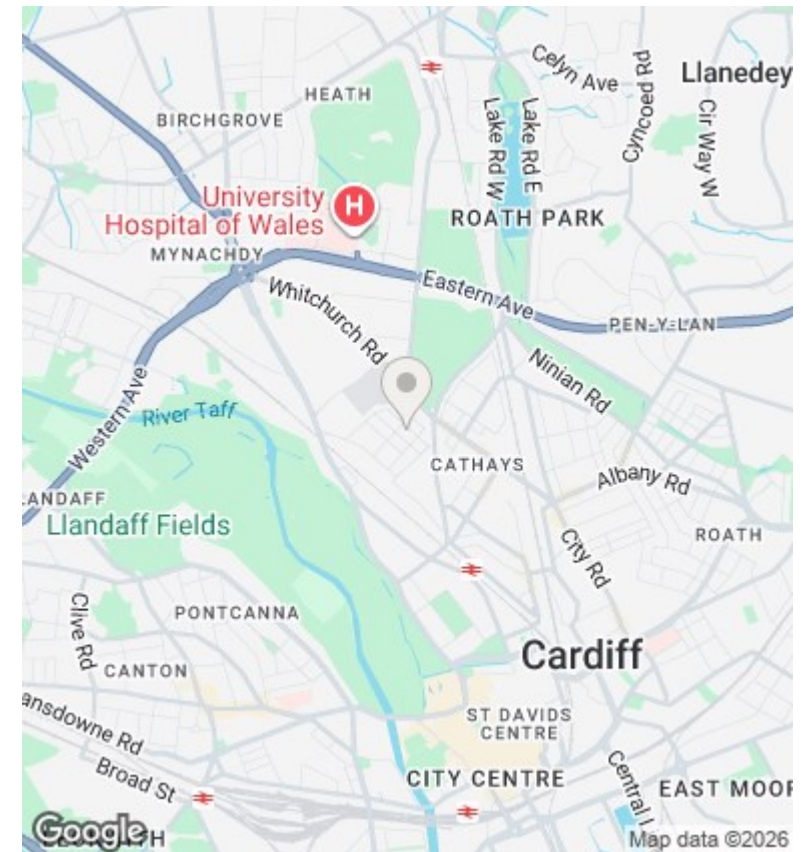 Celyn Ave
Cyncoed Rd
Llanedey
HEATH
BIRCHGROVE
Lake Rd W
Lake Rd E
Cir Way W
University
Hospital of Wales
H
ROATH PARK
MYNACHDY
Eastern Ave
Whitchurch Rd
PEN-Y-LAN
Ninian Rd
Western Ave
River Taff
CATHAYS
Albany Rd
LANDAFF
Llandaff Fields
City Rd
ROATH
PONTCANNA
Clive Rd
Cardiff
CANTON
ansdowne Rd
ST DAVIDS
CENTRE
Broad St
CITY CENTRE
Central L
EAST MOOR
Google
TH
Map data ©2026